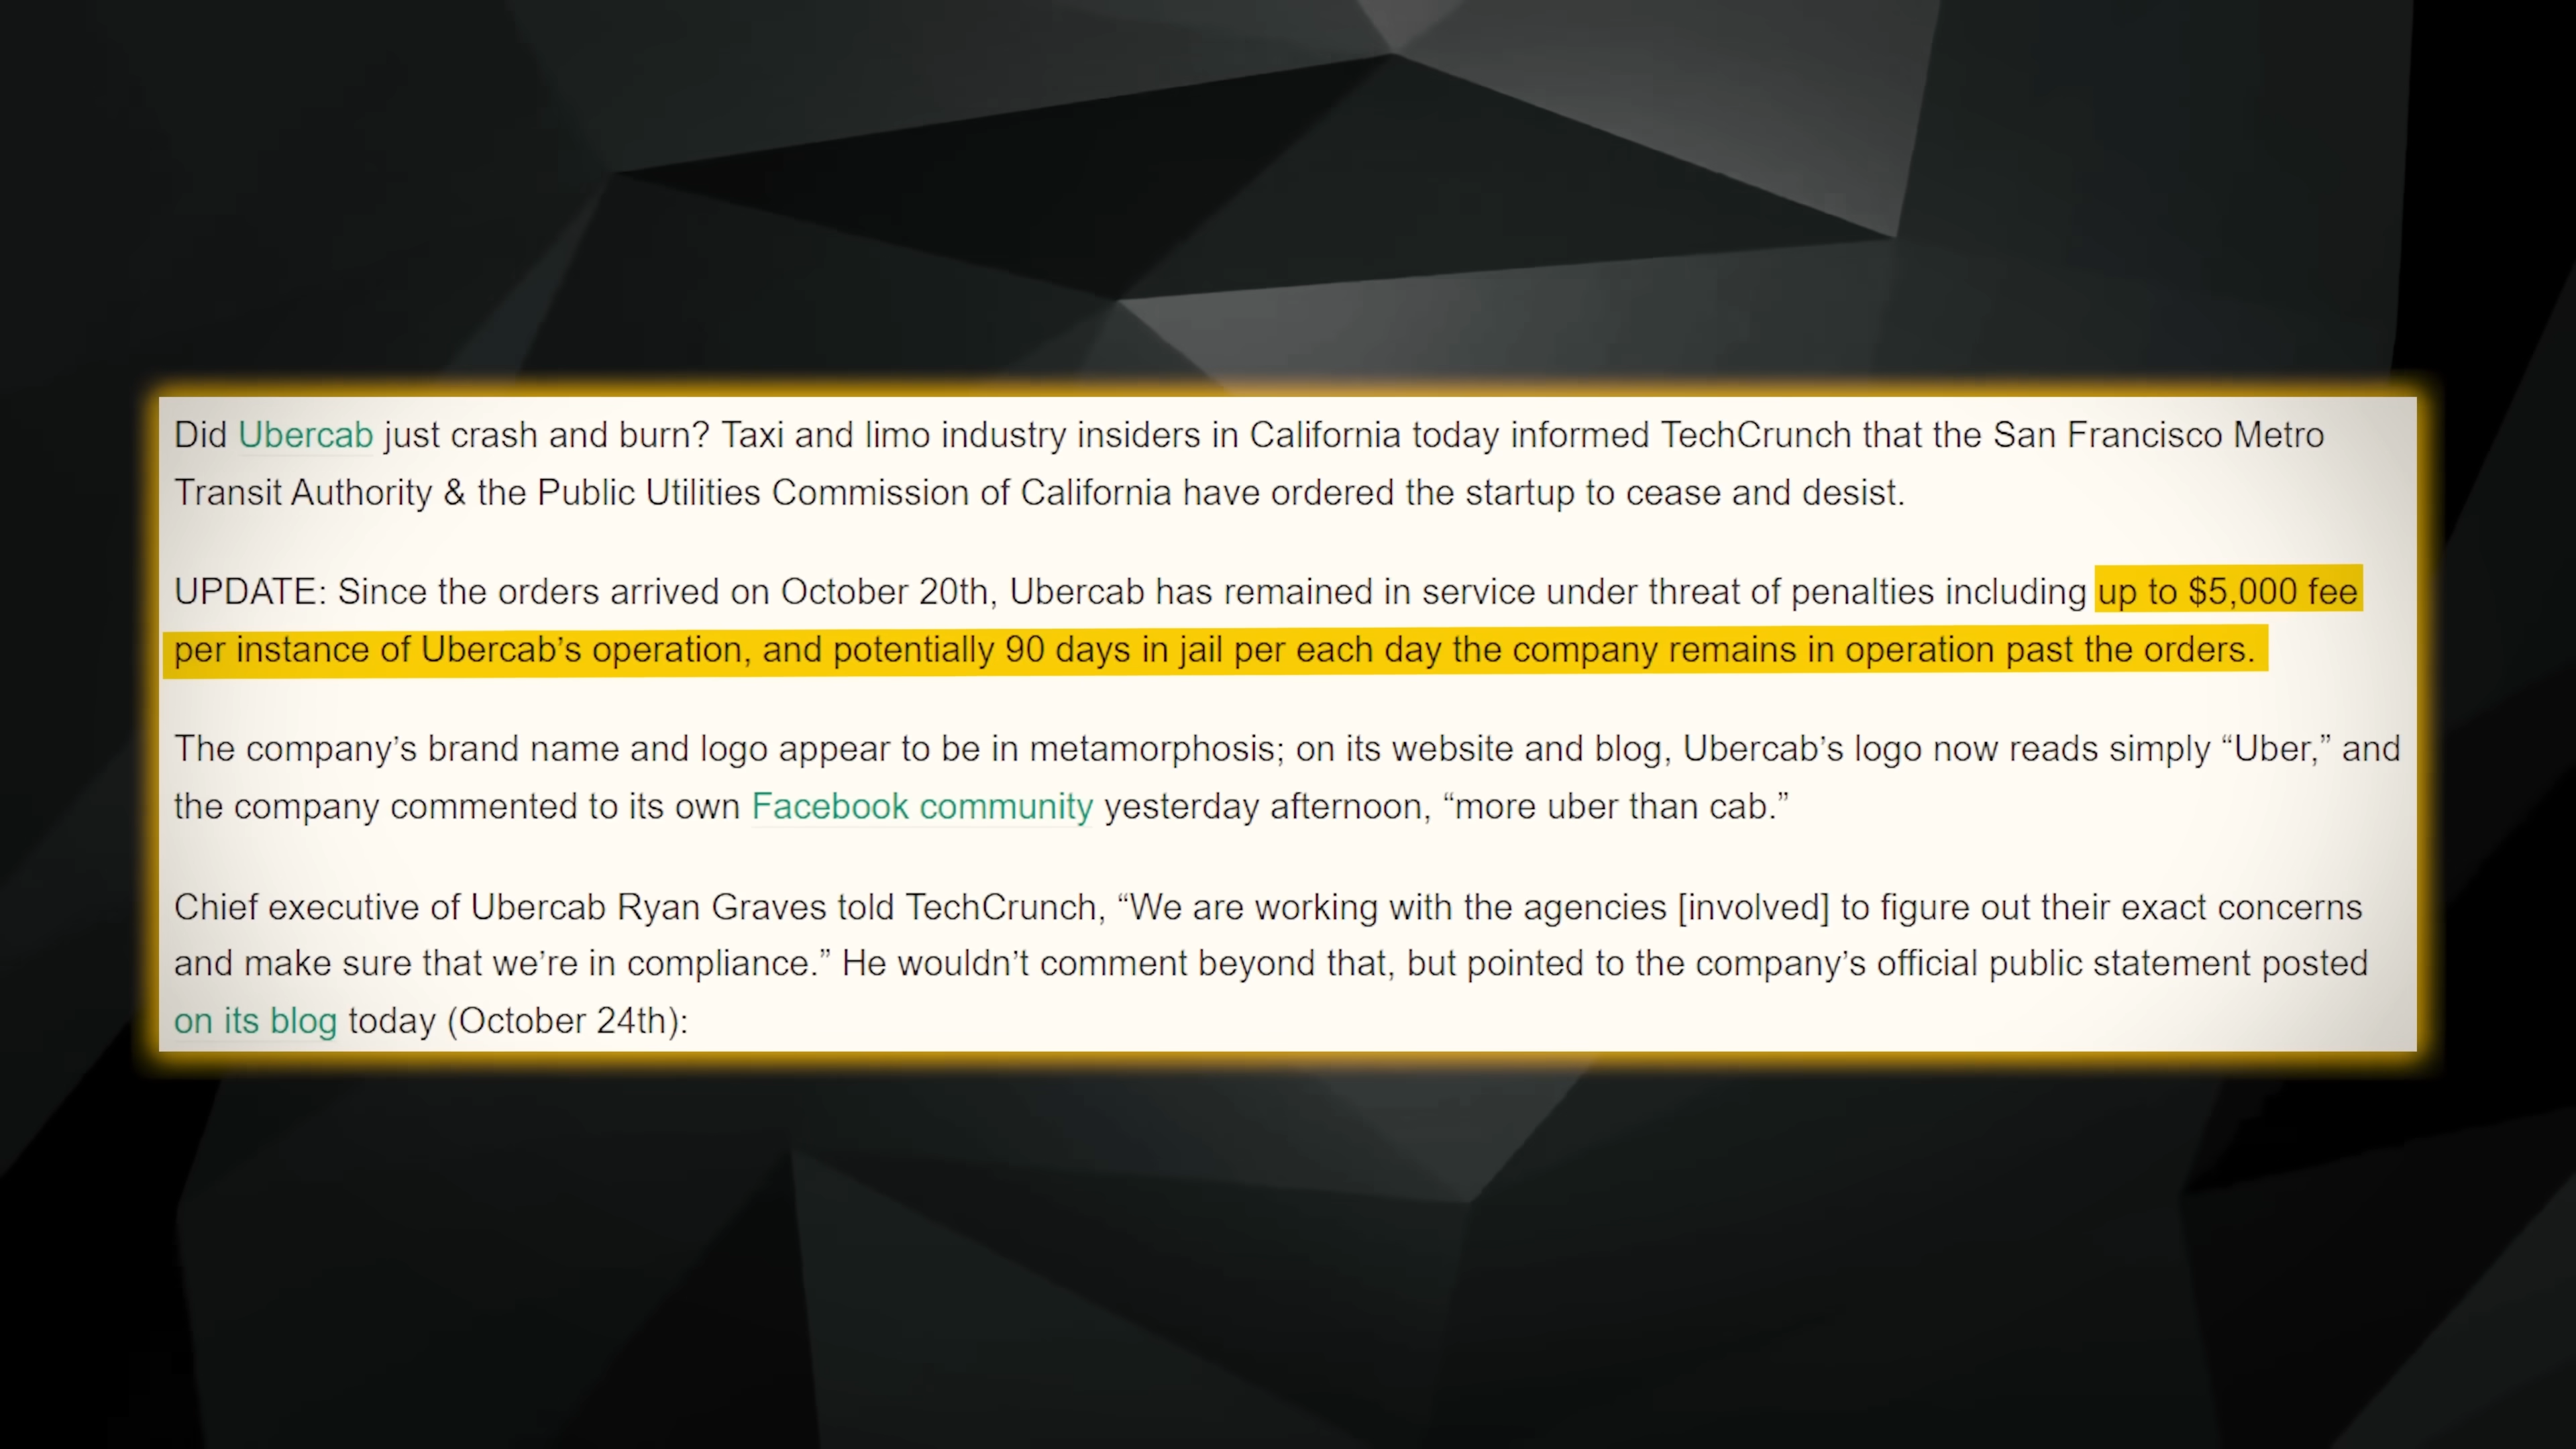 Did Ubercab just crash and burn? Taxi and limo industry insiders in California today informed TechCrunch that the San Francisco Metro
Transit Authority & the Public Utilities Commission of California have ordered the startup to cease and desist.
UPDATE: Since the orders arrived on October 20th, Ubercab has remained in service under threat of penalties including up to $5,000 fee
per instance of Ubercab’s operation, and potentially 90 days in jail per each day the company remains in operation past the orders.
The company’s brand name and logo appear to be in metamorphosis; on its website and blog, Ubercab’s logo now reads simply “Uber,” and
the company commented to its own Facebook community yesterday afternoon, “more uber than cab.”
Chief executive of Ubercab Ryan Graves told TechCrunch, “We are working with the agencies [involved] to figure out their exact concerns
and make sure that we’re in compliance.” He wouldn’t comment beyond that, but pointed to the company’s official public statement posted
on its blog today (October 24th):